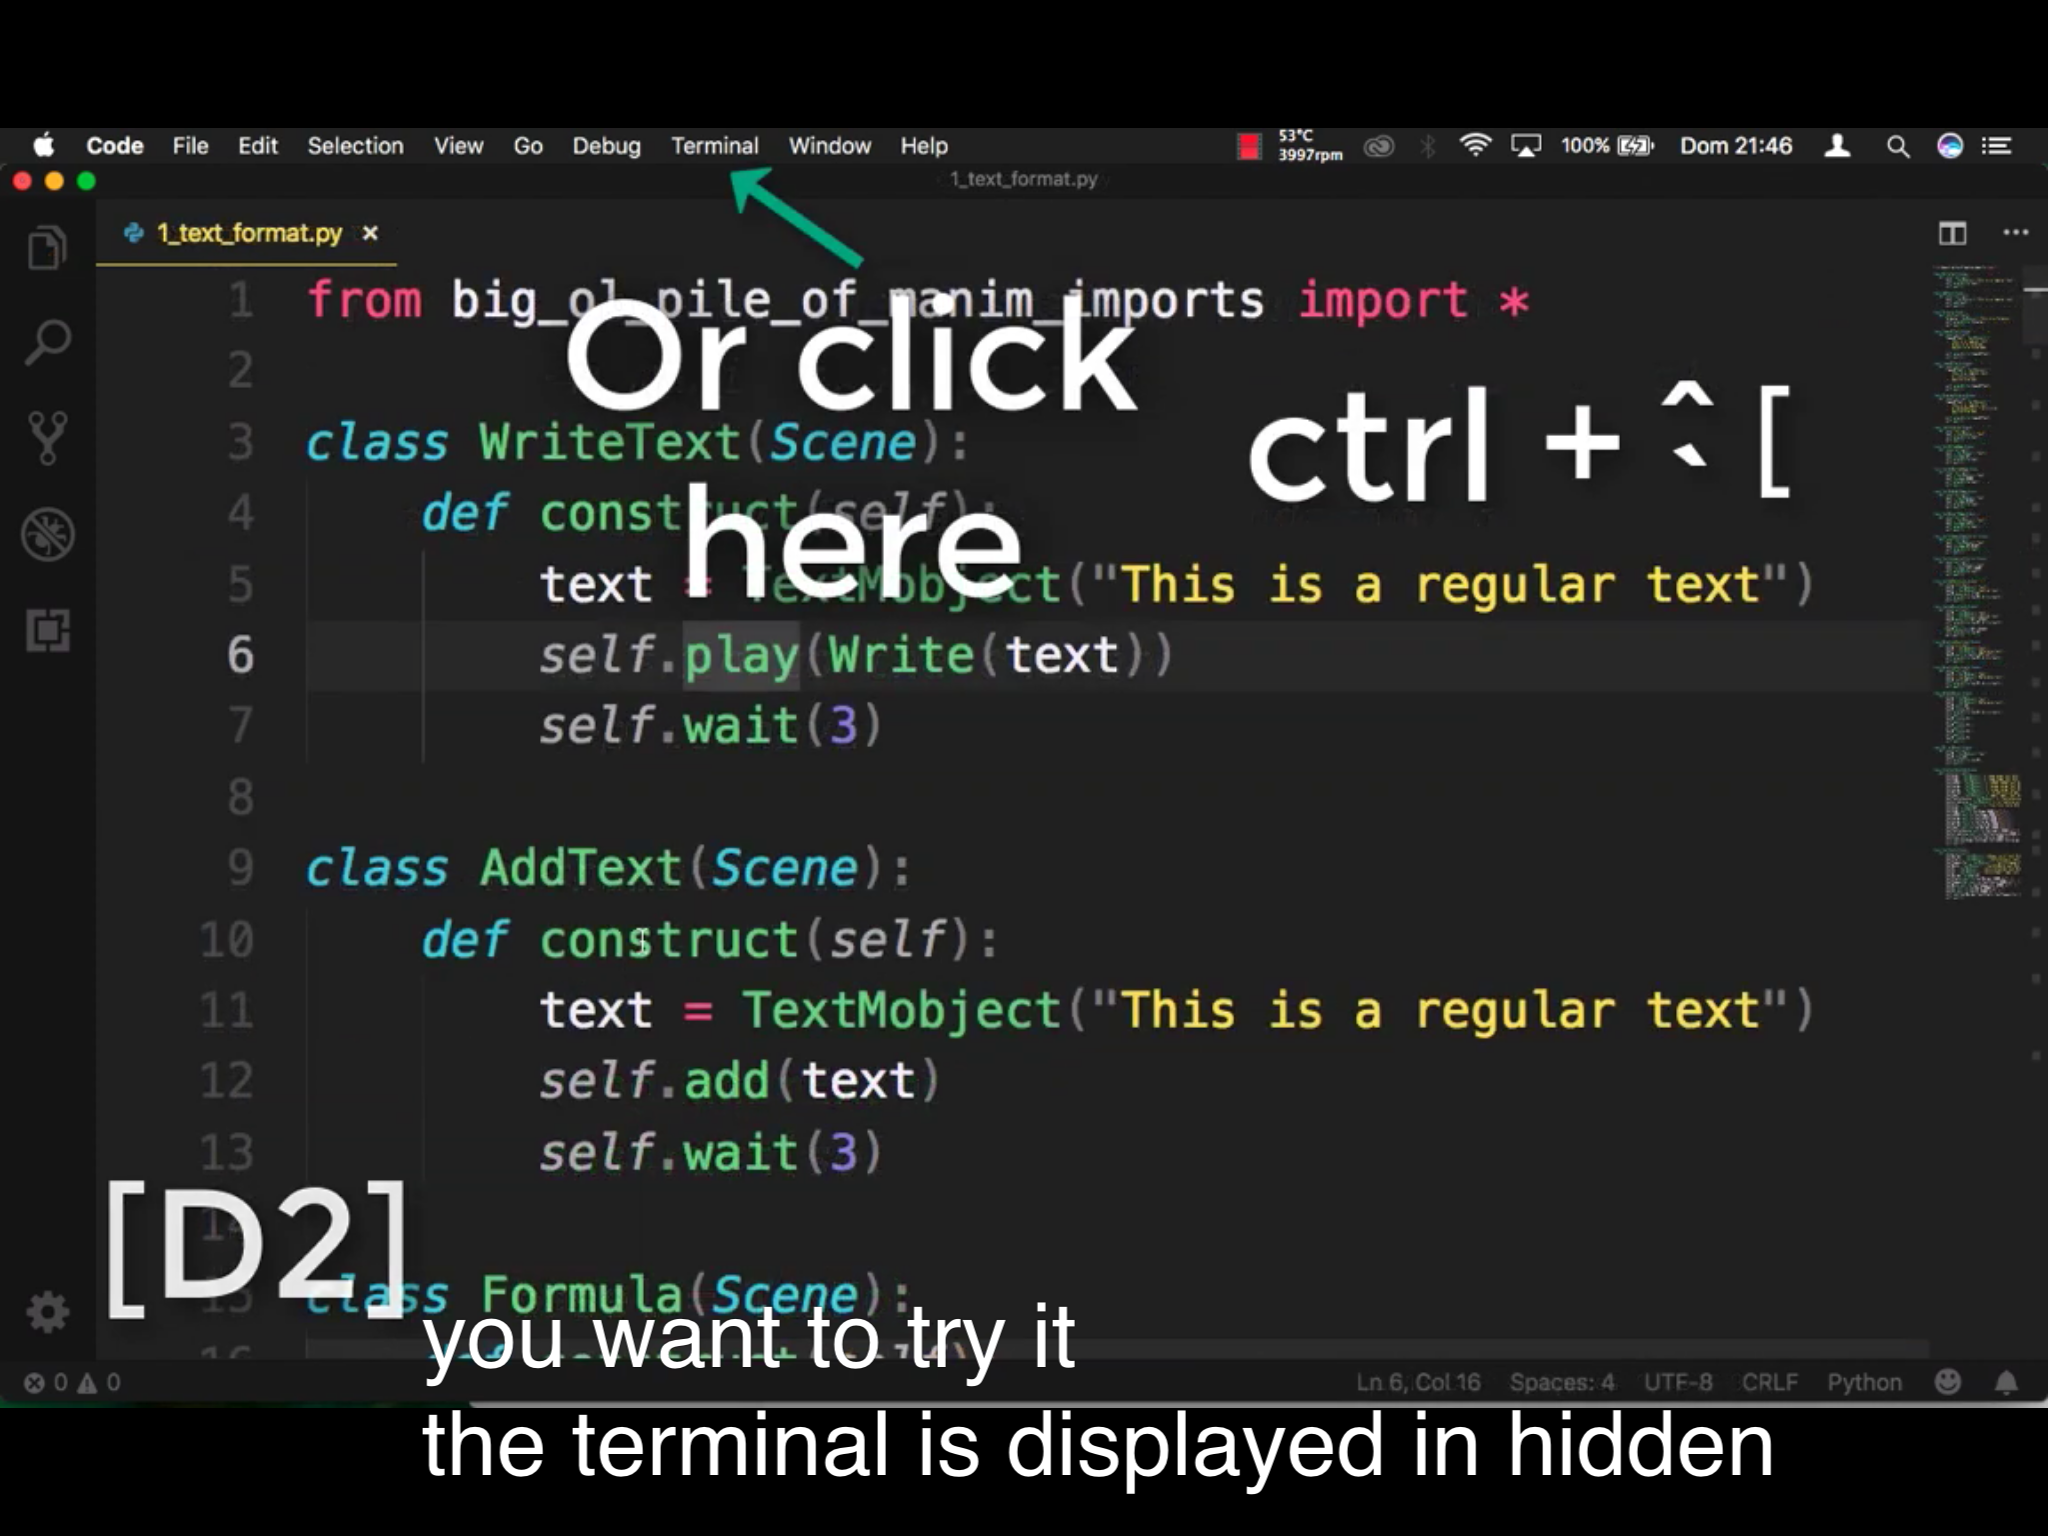 Code File Edit Selection View Go Debug Terminal Window Help 53°C 3997rpm 100% Dom 21:46
1_text_format.py
1_text_format.py ×
1 from big_ol_pile_of_manim_imports import *
Or click
2
ctrl + ^ ` [
3 class WriteText(Scene):
4 def construct(self):
here
5 text = TextMobject("This is a regular text")
6 self.play(Write(text))
7 self.wait(3)
8
9 class AddText(Scene):
10 def construct(self):
11 text = TextMobject("This is a regular text")
12 self.add(text)
13 self.wait(3)
14
[D2]
15 class Formula(Scene):
you want to try it
16 def construct(self)
0 0 Ln 6, Col 16 Spaces: 4 UTF-8 CRLF Python
the terminal is displayed in hidden